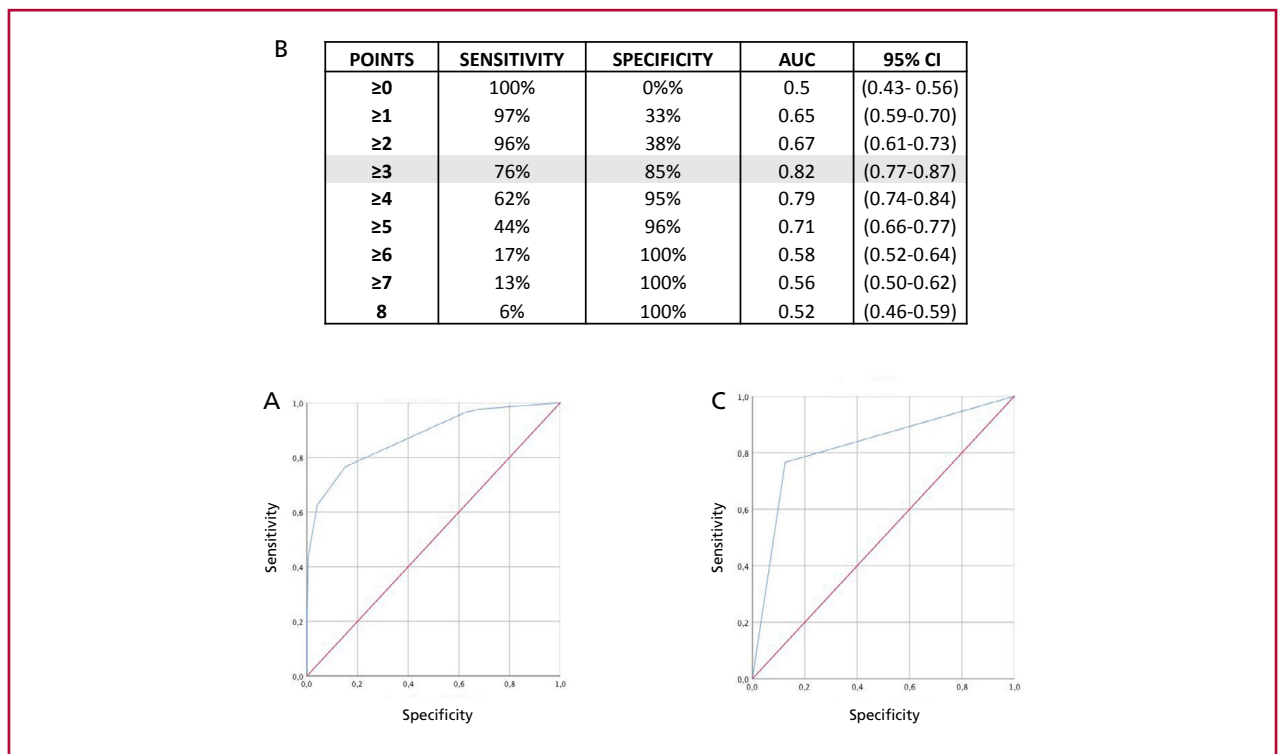 B
POINTS SENSITIVITY SPECIFICITY AUC 95% CI
≥0 100% 0%% 0.5 (0.43- 0.56)
≥1 97% 33% 0.65 (0.59-0.70)
≥2 96% 38% 0.67 (0.61-0.73)
≥3 76% 85% 0.82 (0.77-0.87)
≥4 62% 95% 0.79 (0.74-0.84)
≥5 44% 96% 0.71 (0.66-0.77)
≥6 17% 100% 0.58 (0.52-0.64)
≥7 13% 100% 0.56 (0.50-0.62)
8 6% 100% 0.52 (0.46-0.59)
A
1,0
0,8
0,6
0,4
0,2
0,0
Sensitivity
0,0 0,2 0,4 0,6 0,8 1,0
Specificity
C
1,0
0,8
0,6
0,4
0,2
0,0
Sensitivity
0,0 0,2 0,4 0,6 0,8 1,0
Specificity